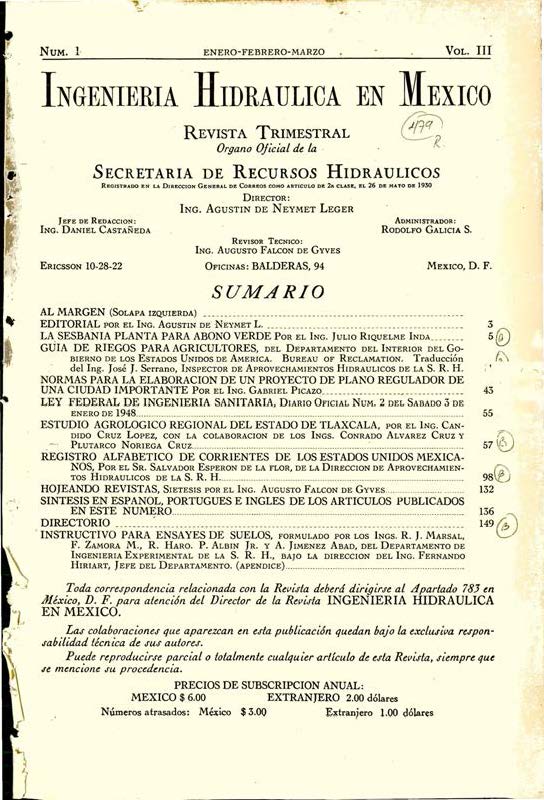 NUM. 1 ENERO-FEBRERO-MARZO VOL. III
INGENIERIA HIDRAULICA EN MEXICO
479
R.
REVISTA TRIMESTRAL
Organo Oficial de la
SECRETARIA DE RECURSOS HIDRAULICOS
REGISTRADO EN LA DIRECCION GENERAL DE CORREOS COMO ARTICULO DE 2A CLASE, EL 26 DE MAYO DE 1930
DIRECTOR:
ING. AGUSTIN DE NEYMET LEGER
JEFE DE REDACCION: ADMINISTRADOR:
ING. DANIEL CASTAÑEDA RODOLFO GALICIA S.
REVISOR TECNICO:
ING. AUGUSTO FALCON DE GYVES
ERICSSON 10-28-22 OFICINAS: BALDERAS, 94 MEXICO, D. F.
SUMARIO
AL MARGEN (SOLAPA IZQUIERDA)
EDITORIAL POR EL ING. AGUSTIN DE NEYMET L. 3
LA SESBANIA PLANTA PARA ABONO VERDE POR EL ING. JULIO RIQUELME INDA 5
GUIA DE RIEGOS PARA AGRICULTORES, DEL DEPARTAMENTO DEL INTERIOR DEL GO-
BIERNO DE LOS ESTADOS UNIDOS DE AMERICA. BUREAU OF RECLAMATION. Traducción
del Ing. JOSÉ J. SERRANO, INSPECTOR DE APROVECHAMIENTOS HIDRAULICOS DE LA S. R. H.
NORMAS PARA LA ELABORACION DE UN PROYECTO DE PLANO REGULADOR DE
UNA CIUDAD IMPORTANTE POR EL ING. GABRIEL PICAZO 43
LEY FEDERAL DE INGENIERIA SANITARIA, DIARIO OFICIAL NUM. 2 DEL SABADO 3 DE
ENERO DE 1948 55
ESTUDIO AGROLOGICO REGIONAL DEL ESTADO DE TLAXCALA, POR EL ING. CAN-
DIDO CRUZ LOPEZ, CON LA COLABORACION DE LOS INGS. CONRADO ALVAREZ CRUZ Y
PLUTARCO NORIEGA CRUZ 57 B
REGISTRO ALFABETICO DE CORRIENTES DE LOS ESTADOS UNIDOS MEXICA-
NOS, POR EL SR. SALVADOR ESPERON DE LA FLOR, DE LA DIRECCION DE APROVECHAMIEN-
TOS HIDRAULICOS DE LA S. R. H. 98 B
HOJEANDO REVISTAS, SIETESIS POR EL ING. AUGUSTO FALCON DE GYVES 132
SINTESIS EN ESPANOL, PORTUGUES E INGLES DE LOS ARTICULOS PUBLICADOS
EN ESTE NUMERO 136
DIRECTORIO 149 B
INSTRUCTIVO PARA ENSAYES DE SUELOS, FORMULADO POR LOS INGS. R. J. MARSAL,
F. ZAMORA M., R. HARO. P. ALBIN JR. Y A. JIMENEZ ABAD, DEL DEPARTAMENTO DE
INGENIERIA EXPERIMENTAL DE LA S. R. H., BAJO LA DIRECCION DEL ING. FERNANDO
HIRIART, JEFE DEL DEPARTAMENTO. (APENDICE)
Toda correspondencia relacionada con la Revista deberá dirigirse al Apartado 783 en
México, D. F. para atención del Director de la Revista INGENIERIA HIDRAULICA
EN MEXICO.
Las colaboraciones que aparezcan en esta publicación quedan bajo la exclusiva respon-
sabilidad técnica de sus autores.
Puede reproducirse parcial o totalmente cualquier artículo de esta Revista, siempre que
se mencione su procedencia.
PRECIOS DE SUBSCRIPCION ANUAL:
MEXICO $ 6.00 EXTRANJERO 2.00 dólares
Números atrasados: México $ 3.00 Extranjero 1.00 dólares